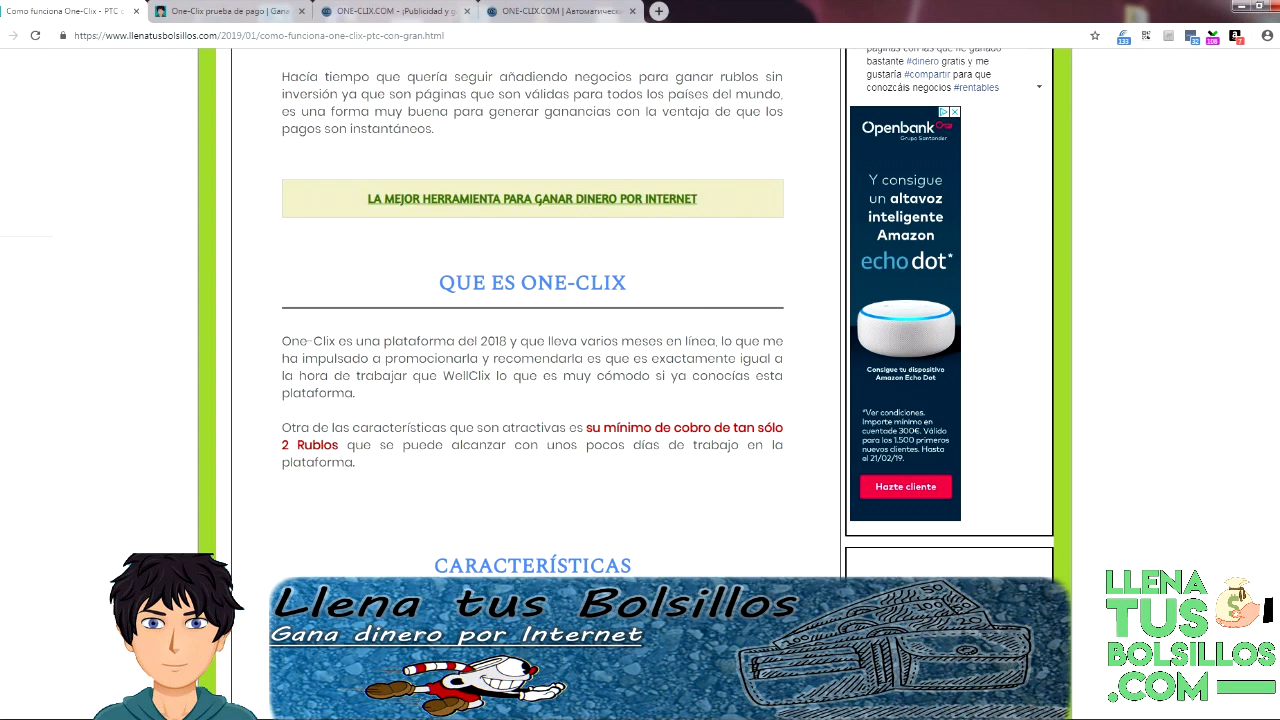 Como funciona One-Clix - PTC c
One-Clix prueba de pago | Gana
ONE-CLIX.COM - ¡Publicidad y g
ONE-CLIX.COM | Автоматическ
https://www.llenatusbolsillos.com/2019/01/como-funciona-one-clix-ptc-con-gran.html
133
32
108
7
páginas con las que he ganado
bastante #dinero gratis y me
gustaría #compartir para que
conozcáis negocios #rentables
Hacía tiempo que quería seguir añadiendo negocios para ganar rublos sin
inversión ya que son páginas que son válidas para todos los países del mundo,
es una forma muy buena para generar ganancias con la ventaja de que los
pagos son instantáneos.
LA MEJOR HERRAMIENTA PARA GANAR DINERO POR INTERNET
QUE ES ONE-CLIX
One-Clix es una plataforma del 2018 y que lleva varios meses en línea, lo que me
ha impulsado a promocionarla y recomendarla es que es exactamente igual a
la hora de trabajar que WellClix lo que es muy cómodo si ya conocías esta
plataforma.
Otra de las características que son atractivas es su mínimo de cobro de tan sólo
2 Rublos que se puede alcanzar con unos pocos días de trabajo en la
plataforma.
CARACTERÍSTICAS
Openbank
Grupo Santander
Y consigue
un altavoz
inteligente
Amazon
echo dot*
Consigue tu dispositivo
Amazon Echo Dot
*Ver condiciones.
Importe mínimo en
cuentade 300€. Válido
para los 1.500 primeros
nuevos clientes. Hasta
el 21/02/19.
Hazte cliente
Llena tus Bolsillos
Gana dinero por Internet
LLENA
TUS
BOLSILLOS
.COM